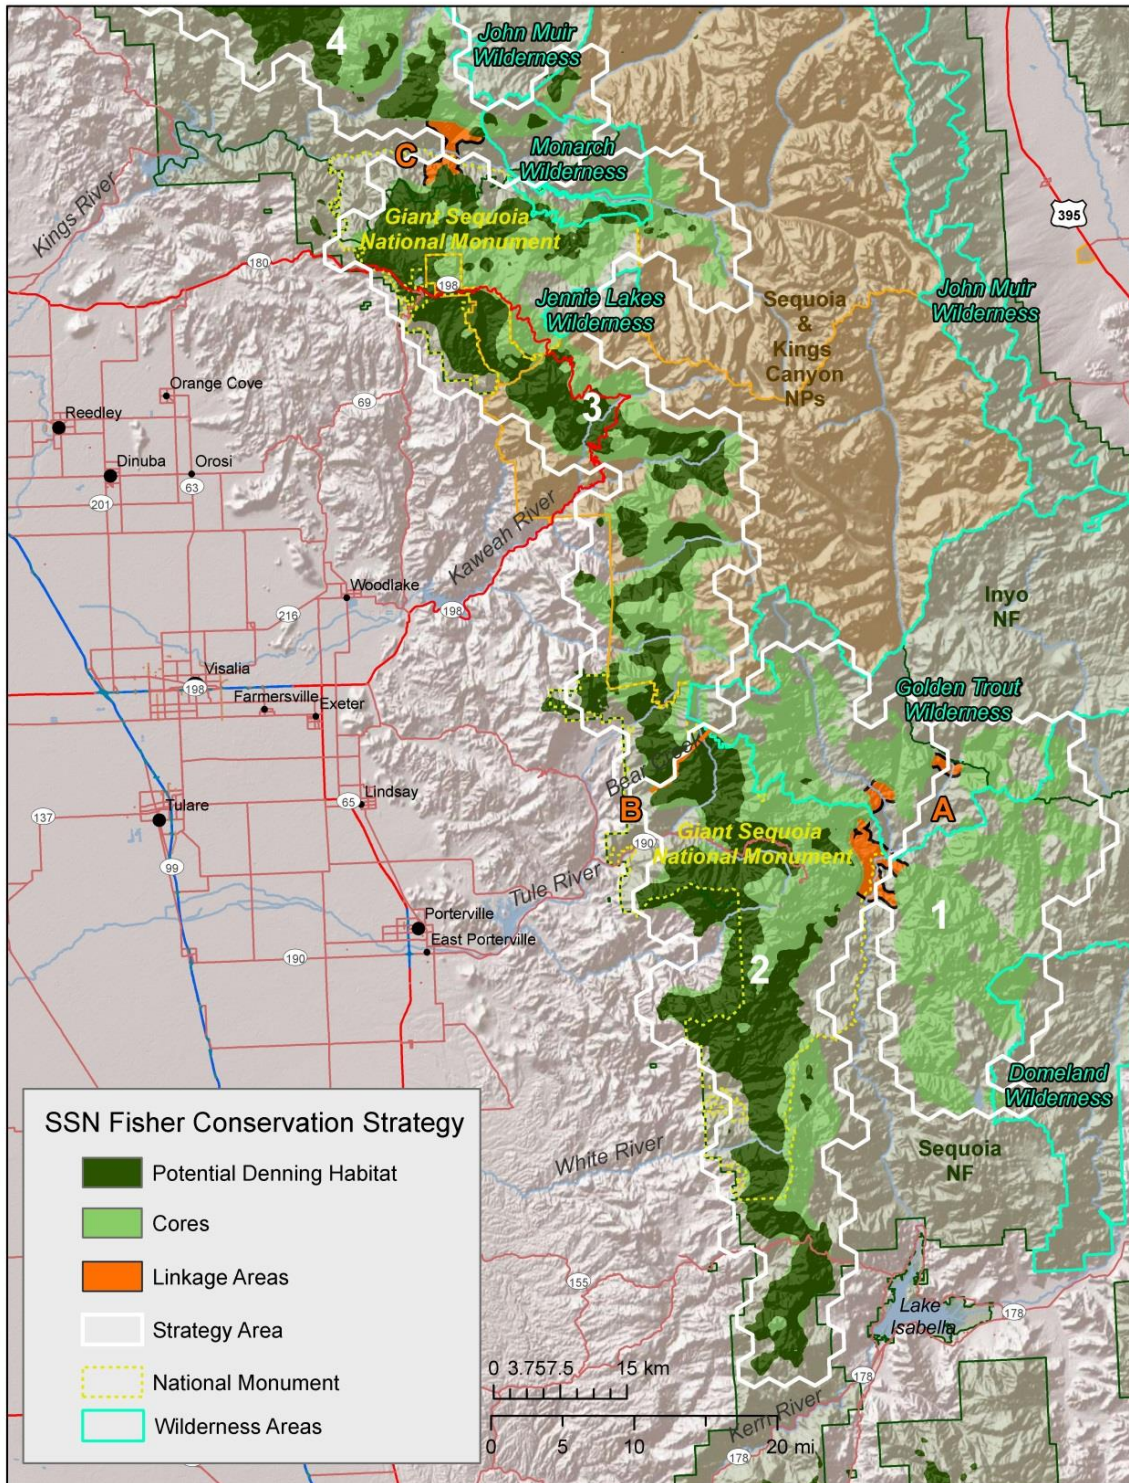 4
John Muir
Wilderness
C
Monarch
Wilderness
Kings River
Giant Sequoia
National Monument
395
180
198
Jennie Lakes
Wilderness
Sequoia
&
Kings
Canyon
NPs
John Muir
Wilderness
Orange Cove
69
3
Reedley
Dinuba
Orosi
201
63
Kaweah River
Woodlake
216
198
Inyo
NF
Visalia
198
Farmersville
Exeter
Golden Trout
Wilderness
Bear Creek
Lindsay
65
137
Tulare
B
A
190
Giant Sequoia
National Monument
99
Tule River
Porterville
East Porterville
190
1
2
Domeland
Wilderness
White River
Sequoia
NF
155
Lake
Isabella
178
178
Kern River
178
SSN Fisher Conservation Strategy
Potential Denning Habitat
Cores
Linkage Areas
Strategy Area
National Monument
Wilderness Areas
0 3.757.5 15 km
0 5 10 20 mi